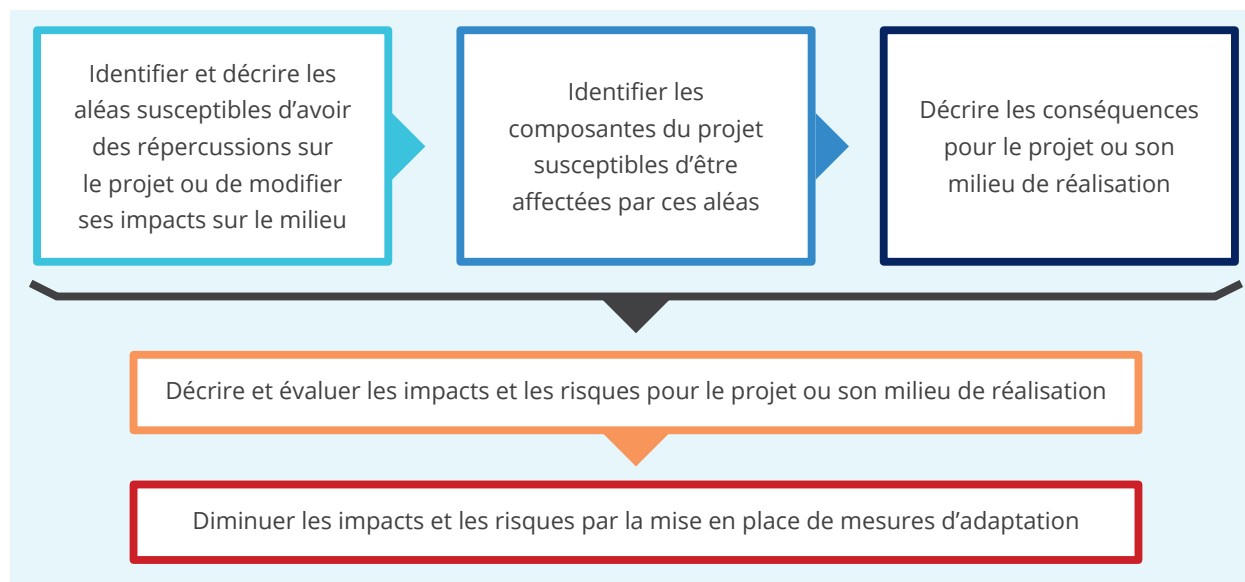 Identifier et décrire les
aléas susceptibles d’avoir
des répercussions sur
le projet ou de modifier
ses impacts sur le milieu
Identifier les
composantes du projet
susceptibles d’être
affectées par ces aléas
Décrire les conséquences
pour le projet ou son
milieu de réalisation
Décrire et évaluer les impacts et les risques pour le projet ou son milieu de réalisation
Diminuer les impacts et les risques par la mise en place de mesures d’adaptation